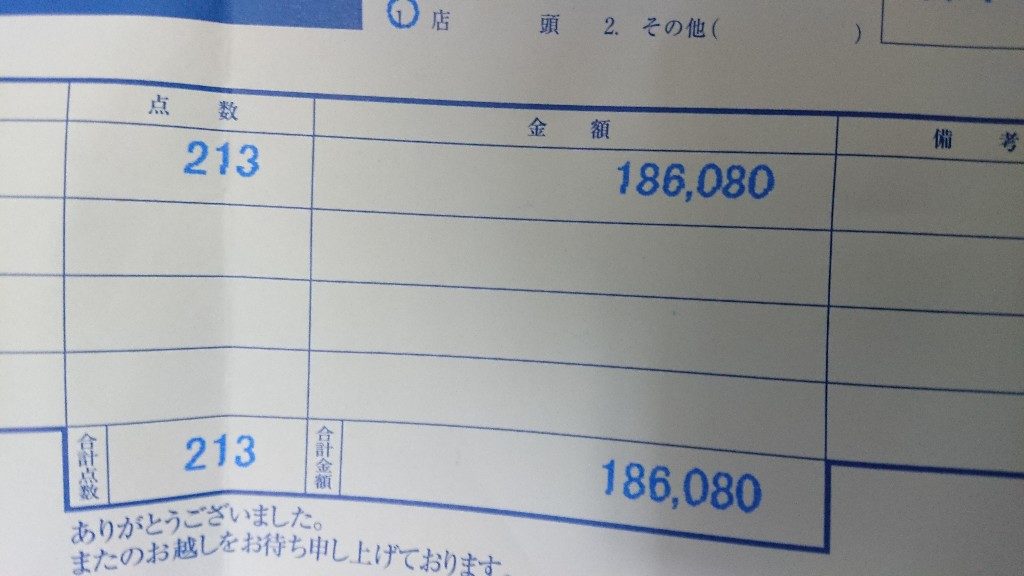 1 店 頭 2. その他( )
点 数 金 額 備 考
213 186,080
合計点数 213 合計金額 186,080
ありがとうございました。
またのお越しをお待ち申し上げております。